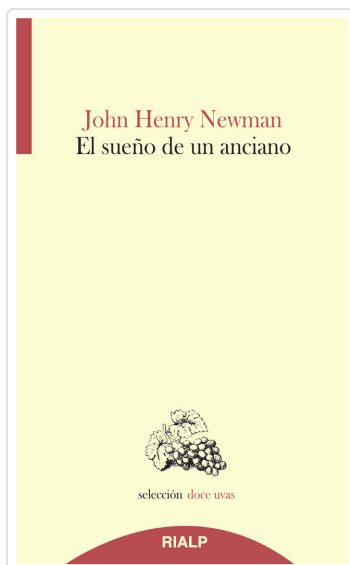 John Henry Newman
El sueño de un anciano
selección doce uvas
RIALP